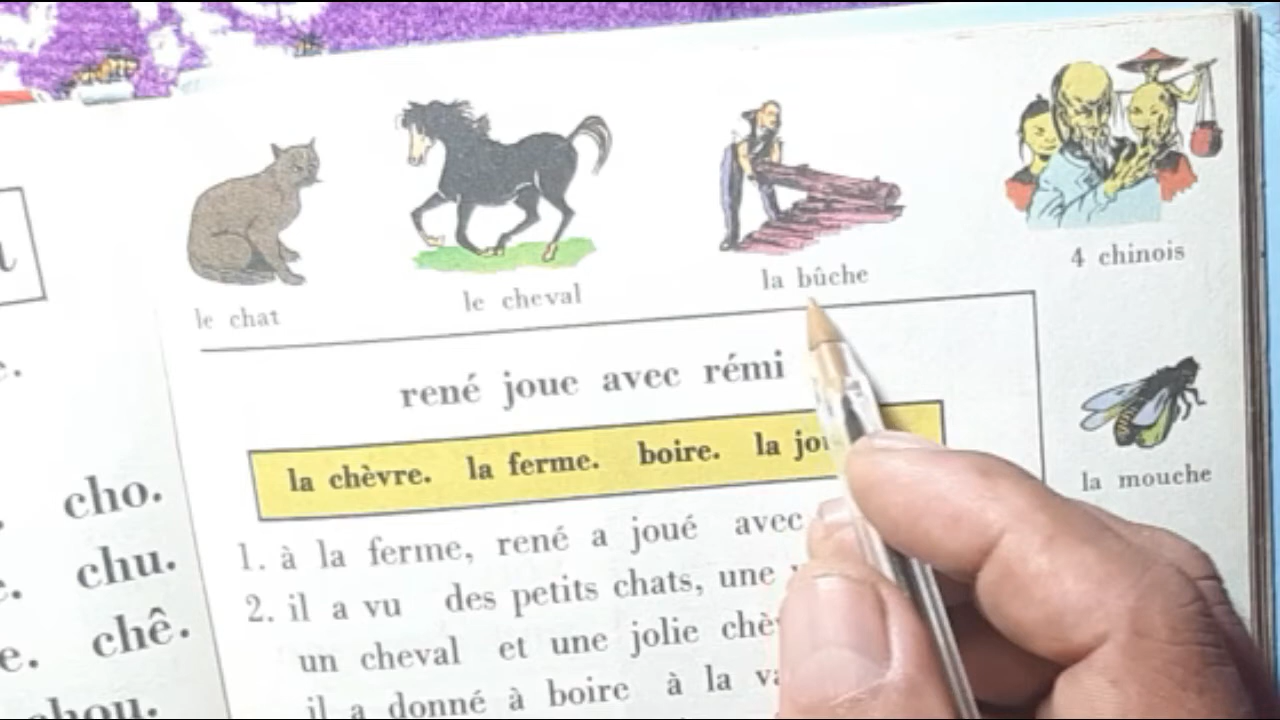 le chat
le cheval
la bûche
4 chinois
la mouche
rené joue avec rémi
la chèvre. la ferme. boire. la
1. à la ferme, rené a joué avec
2. il a vu des petits chats, une
un cheval et une jolie
il a donné à boire à la
cho.
chu.
chê.
chou.